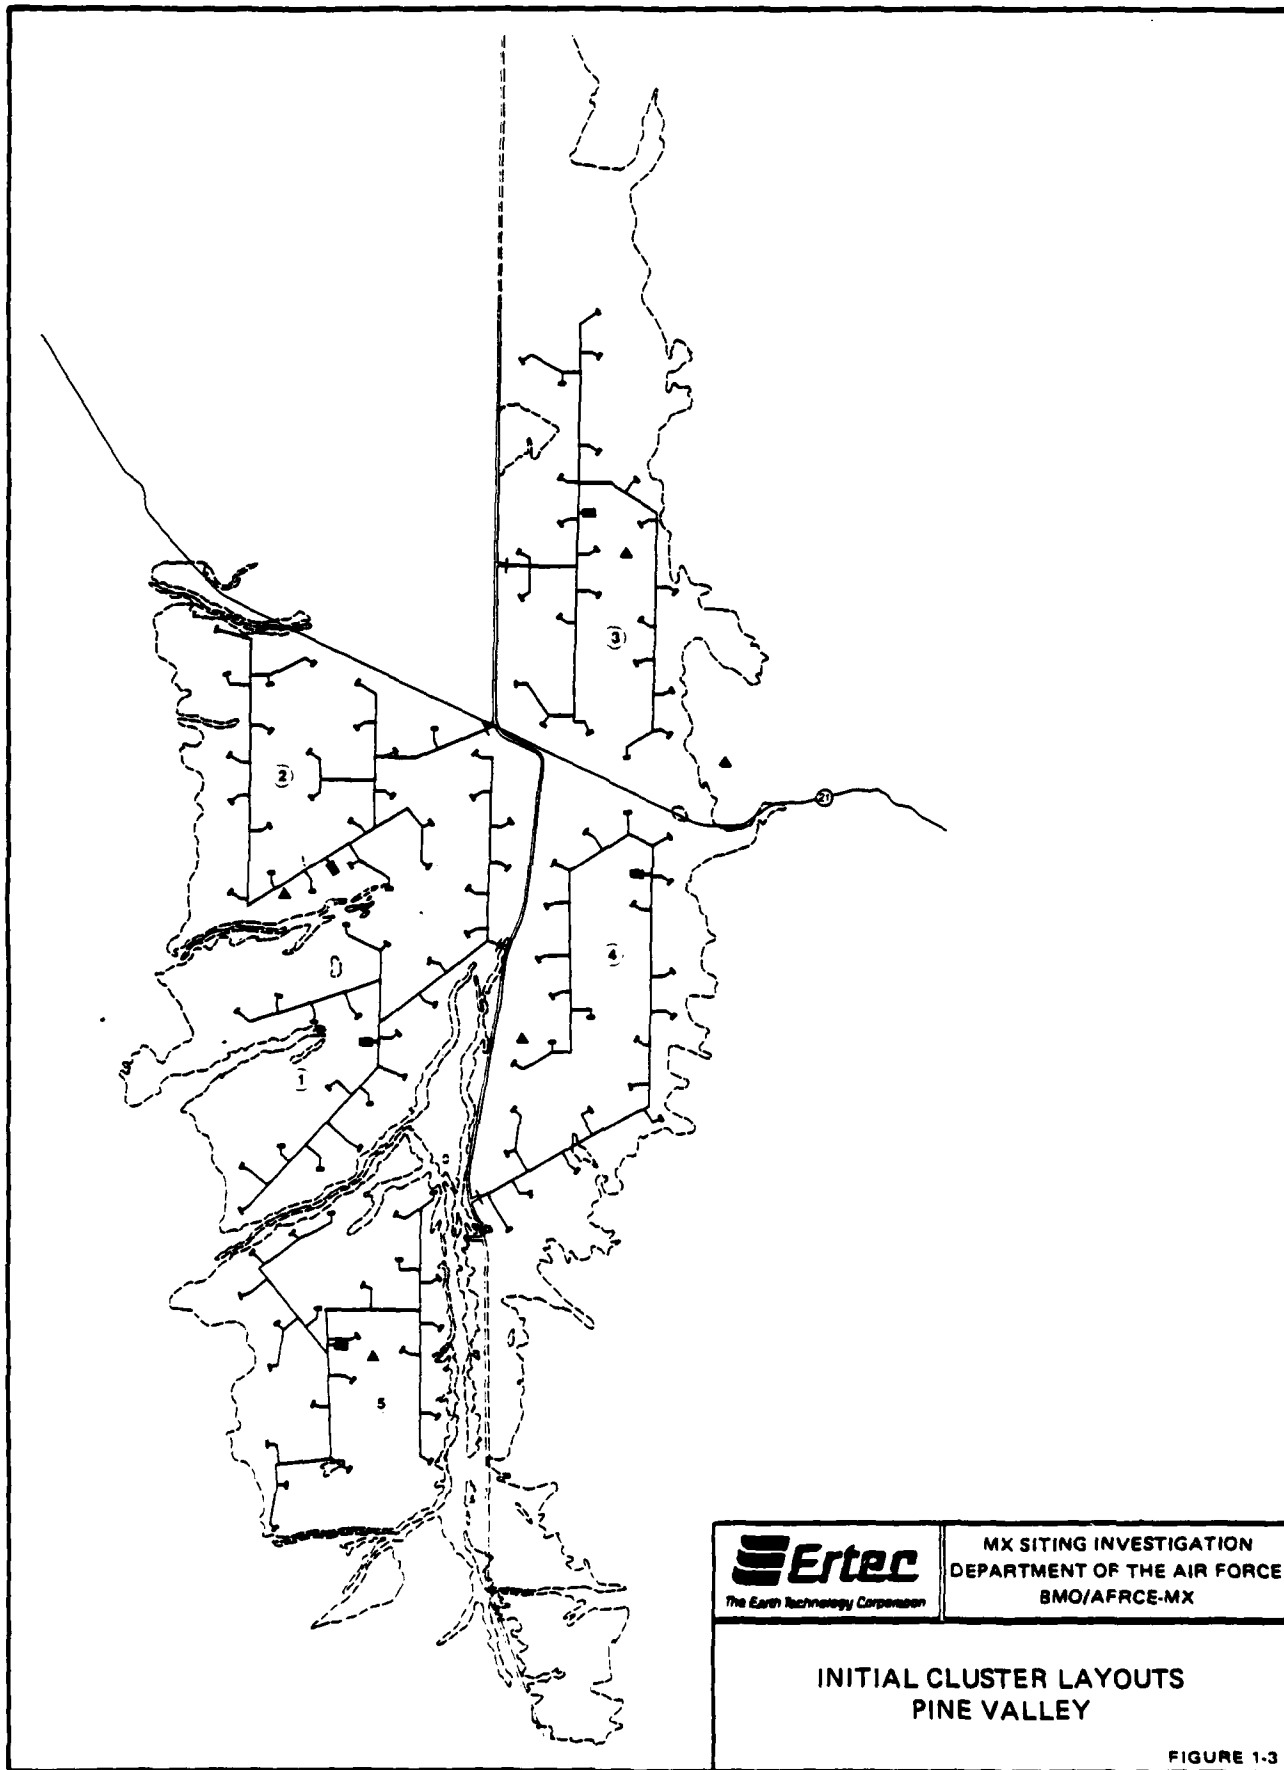 3
2
21
4
1
5
Ertec
The Earth Technology Corporation
MX SITING INVESTIGATION
DEPARTMENT OF THE AIR FORCE
BMO/AFRCE-MX
INITIAL CLUSTER LAYOUTS
PINE VALLEY
FIGURE 1-3